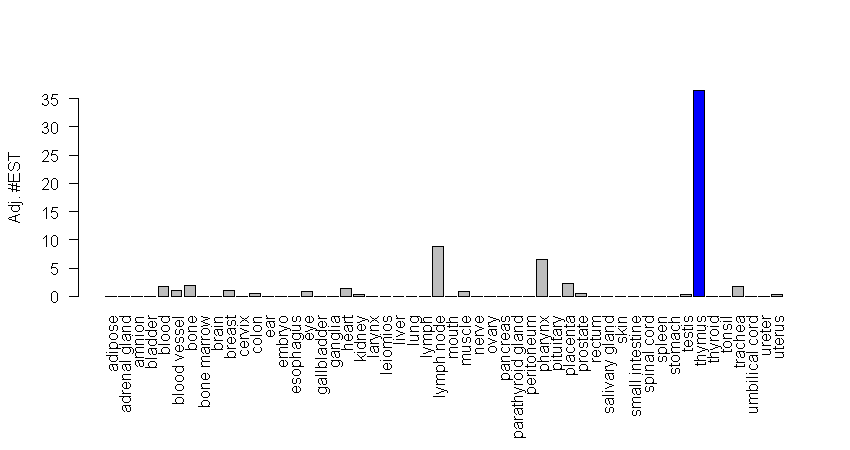 Adj. #EST
35
30
25
20
15
10
5
0
adipose
adrenal gland
amnion
bladder
blood
blood vessel
bone
bone marrow
brain
breast
cervix
colon
ear
embryo
esophagus
eye
gallbladder
ganglia
heart
kidney
larynx
leiomios
liver
lung
lymph
lymph node
mouth
muscle
nerve
ovary
pancreas
parathyroid gland
peritoneum
pharynx
pituitary
placenta
prostate
rectum
salivary gland
skin
small intestine
spinal cord
spleen
stomach
testis
thymus
thyroid
tonsil
trachea
umbilical cord
ureter
uterus